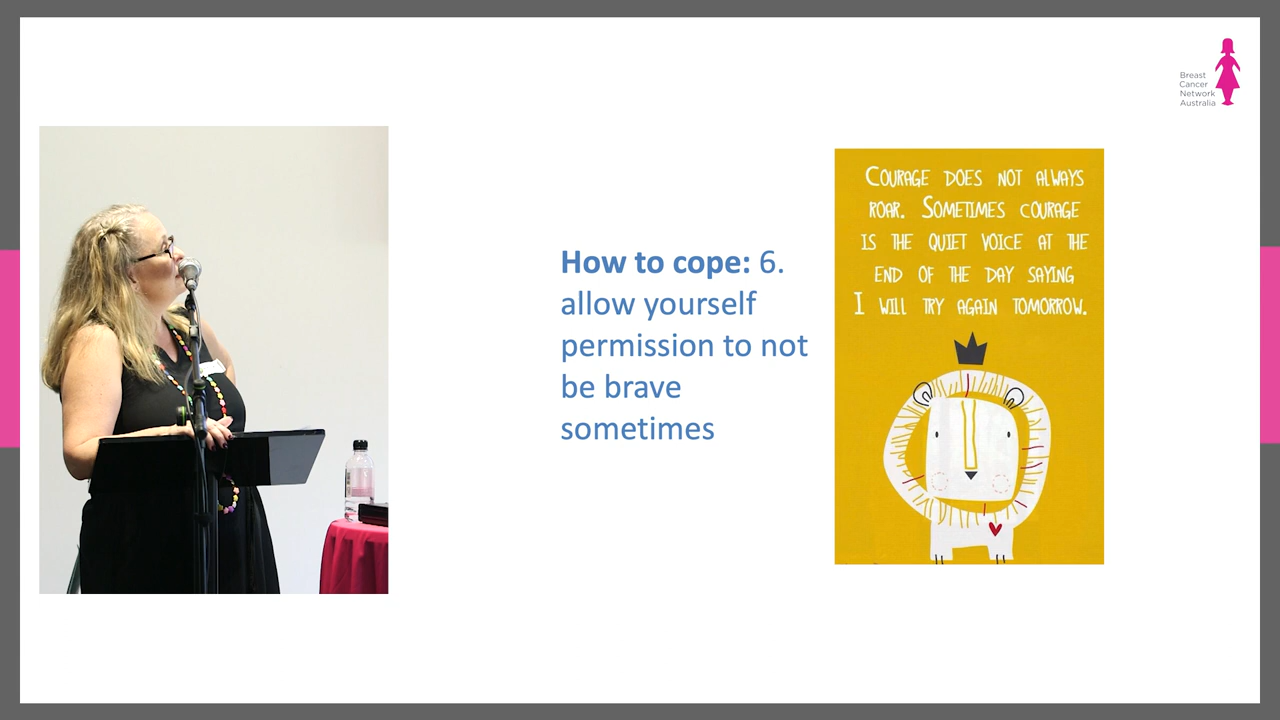 Breast
Cancer
Network
Australia
How to cope: 6.
allow yourself
permission to not
be brave
sometimes
COURAGE DOES NOT ALWAYS
ROAR. SOMETIMES COURAGE
IS THE QUIET VOICE AT THE
END OF THE DAY SAYING
I WILL TRY AGAIN TOMORROW.